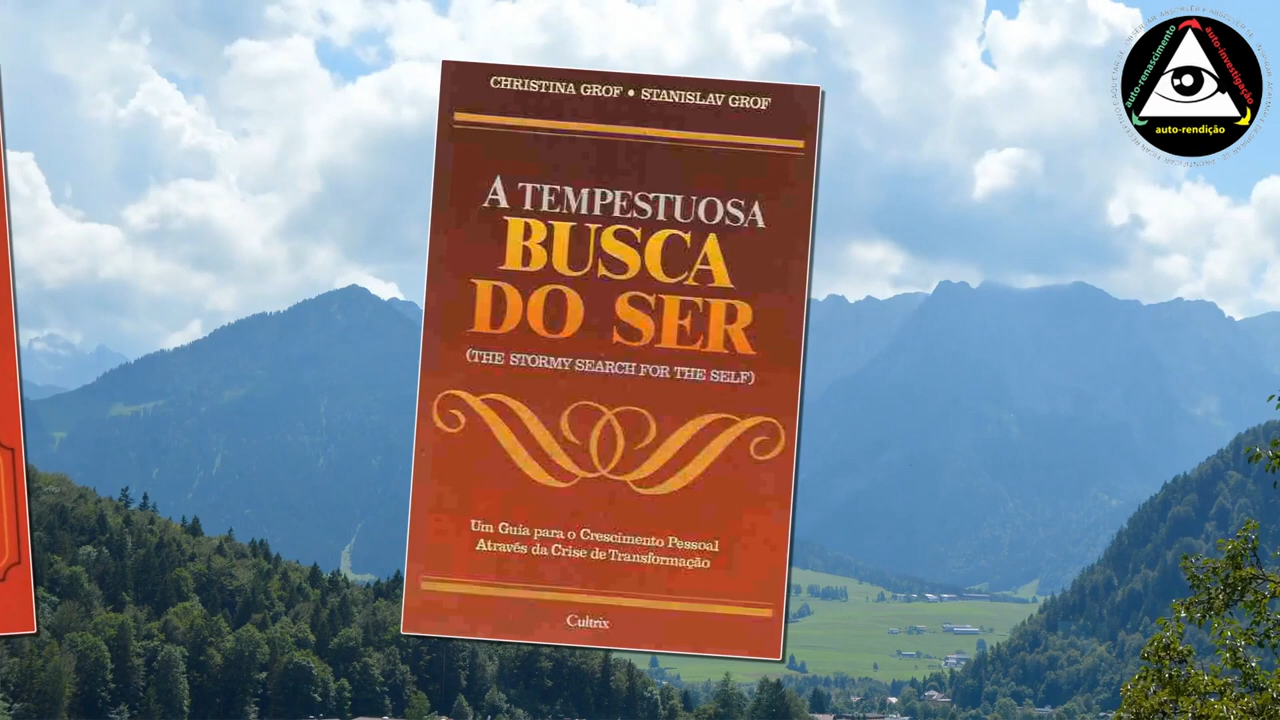 CHRISTINA GROF • STANISLAV GROF
A TEMPESTUOSA
BUSCA
DO SER
(THE STORMY SEARCH FOR THE SELF)
Um Guia para o Crescimento Pessoal
Através da Crise de Transformação
Cultrix
auto-renascimento
auto-investigação
auto-rendição